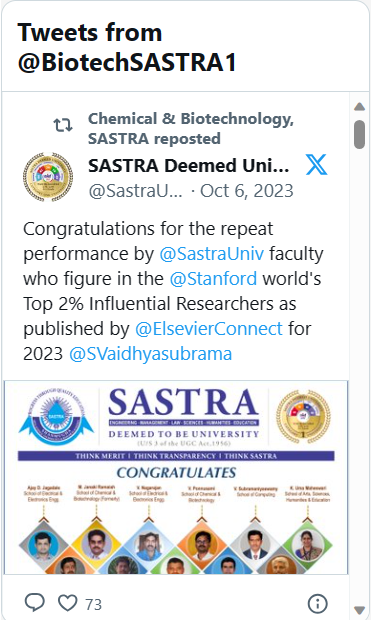 Tweets from
@BiotechSASTRA1
Chemical & Biotechnology,
SASTRA reposted
SASTRA Deemed Uni...
@SastraU... · Oct 6, 2023
Congratulations for the repeat
performance by @SastraUniv faculty
who figure in the @Stanford world's
Top 2% Influential Researchers as
published by @ElsevierConnect for
2023 @SVaidhyasubrama
SASTRA
ENGINEERING MANAGEMENT LAW SCIENCES HUMANITIES EDUCATION
DEEMED TO BE UNIVERSITY
(U/S 3 of the UGC Act, 1956)
THINK MERIT | THINK TRANSPARENCY | THINK SASTRA
CONGRATULATES
Ajay D. Jagadale M. Janaki Ramaiah V. Nagarajan V. Ponnusami V. Subramaniyaswamy K. Uma Maheswari
School of Electrical & School of Chemical & School of Electrical & School of Chemical & School of Computing School of Arts, Sciences,
Electronics Engg. Biotechnology (Formerly) Electronics Engg. Biotechnology Humanities & Education
73